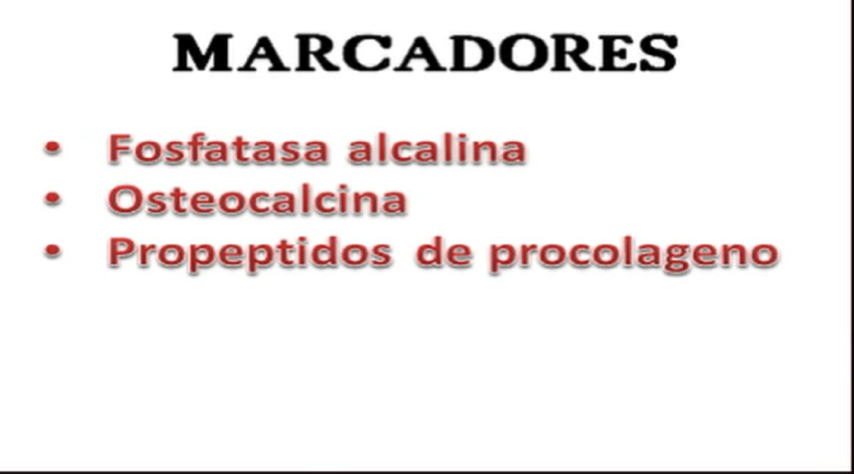 MARCADORES
• Fosfatasa alcalina
• Osteocalcina
• Propeptidos de procolageno